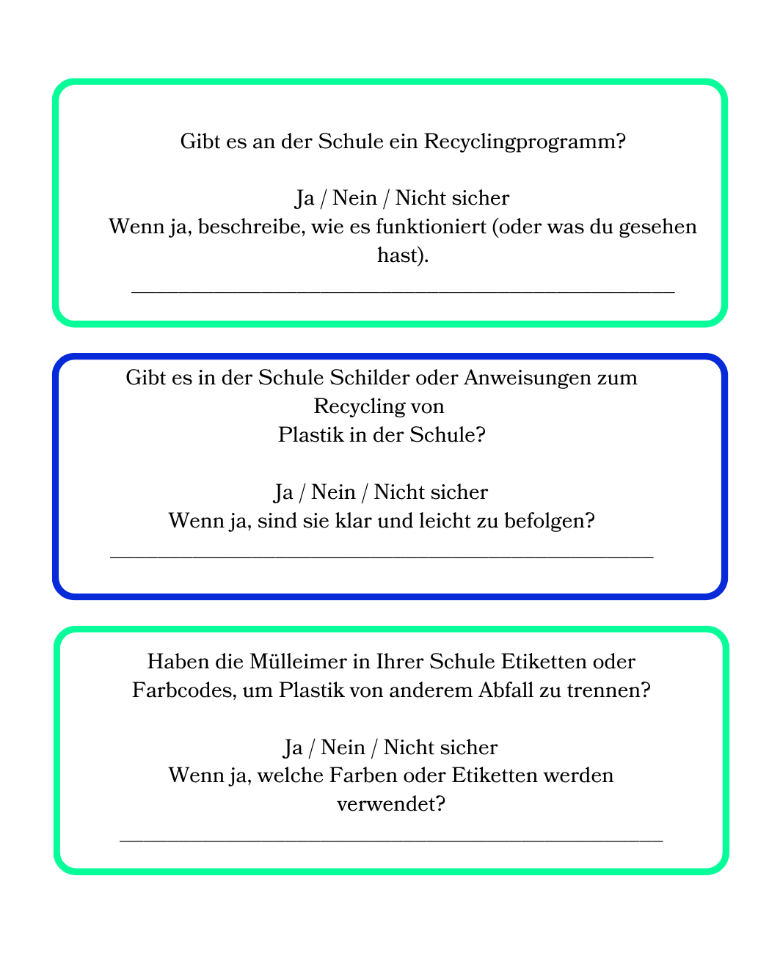 Gibt es an der Schule ein Recyclingprogramm?
Ja / Nein / Nicht sicher
Wenn ja, beschreibe, wie es funktioniert (oder was du gesehen
hast).
______________________________________________
Gibt es in der Schule Schilder oder Anweisungen zum
Recycling von
Plastik in der Schule?
Ja / Nein / Nicht sicher
Wenn ja, sind sie klar und leicht zu befolgen?
______________________________________________
Haben die Mülleimer in Ihrer Schule Etiketten oder
Farbcodes, um Plastik von anderem Abfall zu trennen?
Ja / Nein / Nicht sicher
Wenn ja, welche Farben oder Etiketten werden
verwendet?
______________________________________________